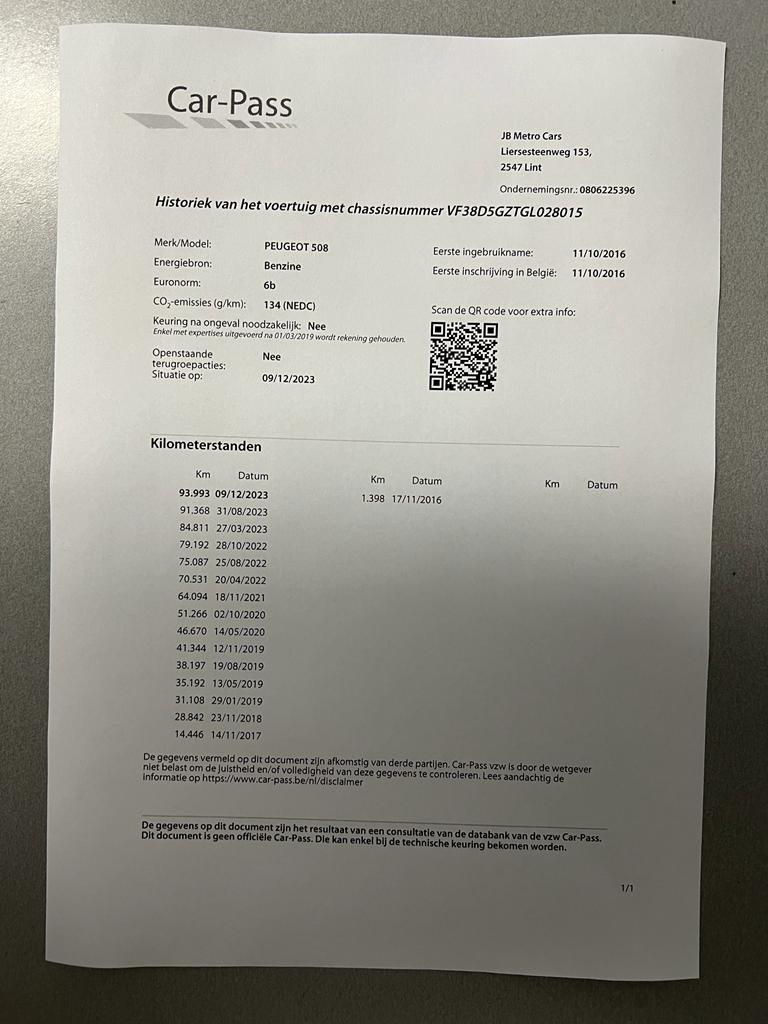 Car-Pass
JB Metro Cars
Liersesteenweg 153,
2547 Lint
Ondernemingsnr.: 0806225396
Historiek van het voertuig met chassisnummer VF38D5GZTGL028015
Merk/Model: PEUGEOT 508
Energiebron: Benzine
Euronorm: 6b
CO₂-emissies (g/km): 134 (NEDC)
Keuring na ongeval noodzakelijk: Nee
Enkel met expertises uitgevoerd na 01/03/2019 wordt rekening gehouden.
Openstaande Nee
terugroepacties:
Situatie op: 09/12/2023
Eerste ingebruikname: 11/10/2016
Eerste inschrijving in België: 11/10/2016
Scan de QR code voor extra info:
Kilometerstanden
Km Datum Km Datum Km Datum
93.993 09/12/2023 1.398 17/11/2016
91.368 31/08/2023
84.811 27/03/2023
79.192 28/10/2022
75.087 25/08/2022
70.531 20/04/2022
64.094 18/11/2021
51.266 02/10/2020
46.670 14/05/2020
41.344 12/11/2019
38.197 19/08/2019
35.192 13/05/2019
31.108 29/01/2019
28.842 23/11/2018
14.446 14/11/2017
De gegevens vermeld op dit document zijn afkomstig van derde partijen. Car-Pass vzw is door de wetgever
niet belast om de juistheid en/of volledigheid van deze gegevens te controleren. Lees aandachtig de
informatie op https://www.car-pass.be/nl/disclaimer
De gegevens op dit document zijn het resultaat van een consultatie van de databank van de vzw Car-Pass.
Dit document is geen officiële Car-Pass. Die kan enkel bij de technische keuring bekomen worden.
1/1